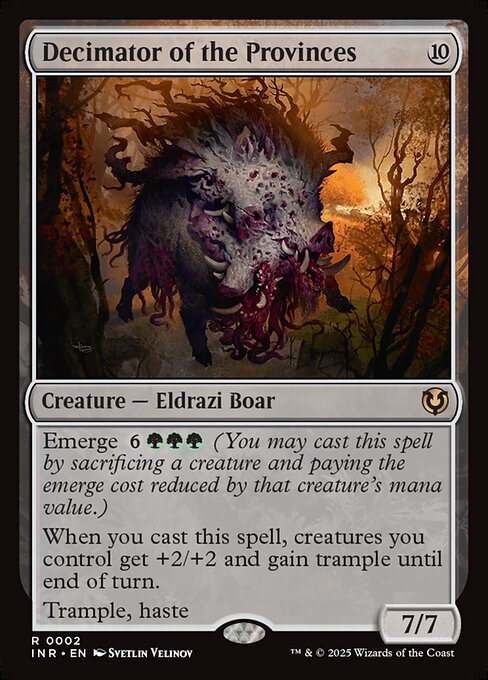 Decimator of the Provinces 10
Creature — Eldrazi Boar
Emerge 6 (You may cast this spell
by sacrificing a creature and paying the
emerge cost reduced by that creature's mana
value.)
When you cast this spell, creatures you
control get +2/+2 and gain trample until
end of turn.
Trample, haste
7/7
R 0002
INR • EN Svetlin Velinov
™ & © 2025 Wizards of the Coast